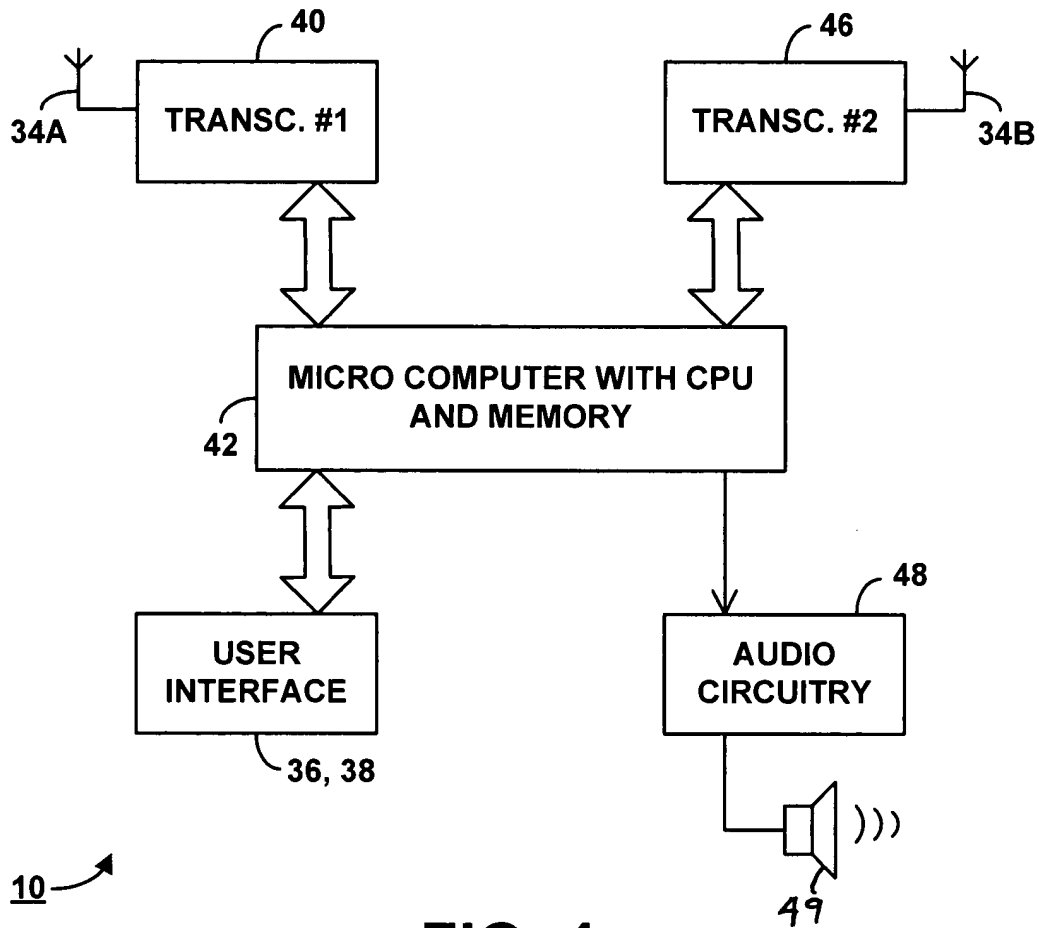 40
46
34A
TRANSC. #1
TRANSC. #2
34B
MICRO COMPUTER WITH CPU
AND MEMORY
42
48
USER
INTERFACE
AUDIO
CIRCUITRY
36, 38
10
49